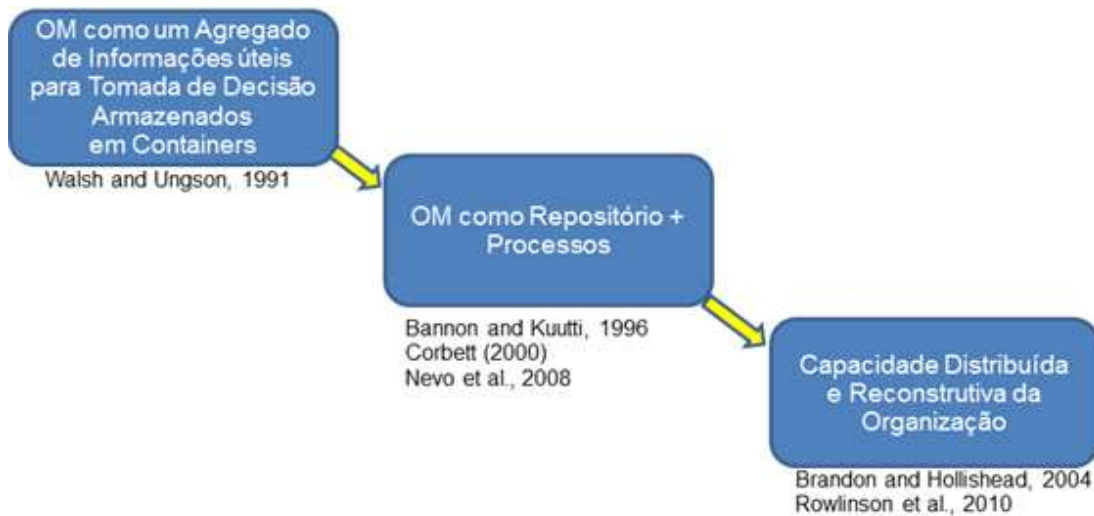 OM como um Agregado
de Informações úteis
para Tomada de Decisão
Armazenados
em Containers
Walsh and Ungson, 1991
OM como Repositório +
Processos
Bannon and Kuutti, 1996
Corbett (2000)
Nevo et al., 2008
Capacidade Distribuída
e Reconstrutiva da
Organização
Brandon and Hollishead, 2004
Rowlinson et al., 2010